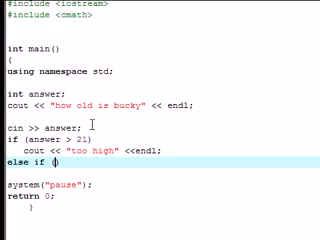 #include <iostream>
#include <cmath>
int main()
{
using namespace std;
int answer;
cout << "how old is bucky" << endl;
cin >> answer;
if (answer > 21)
cout << "too high" <<endl;
else if ()
system("pause");
return 0;
}